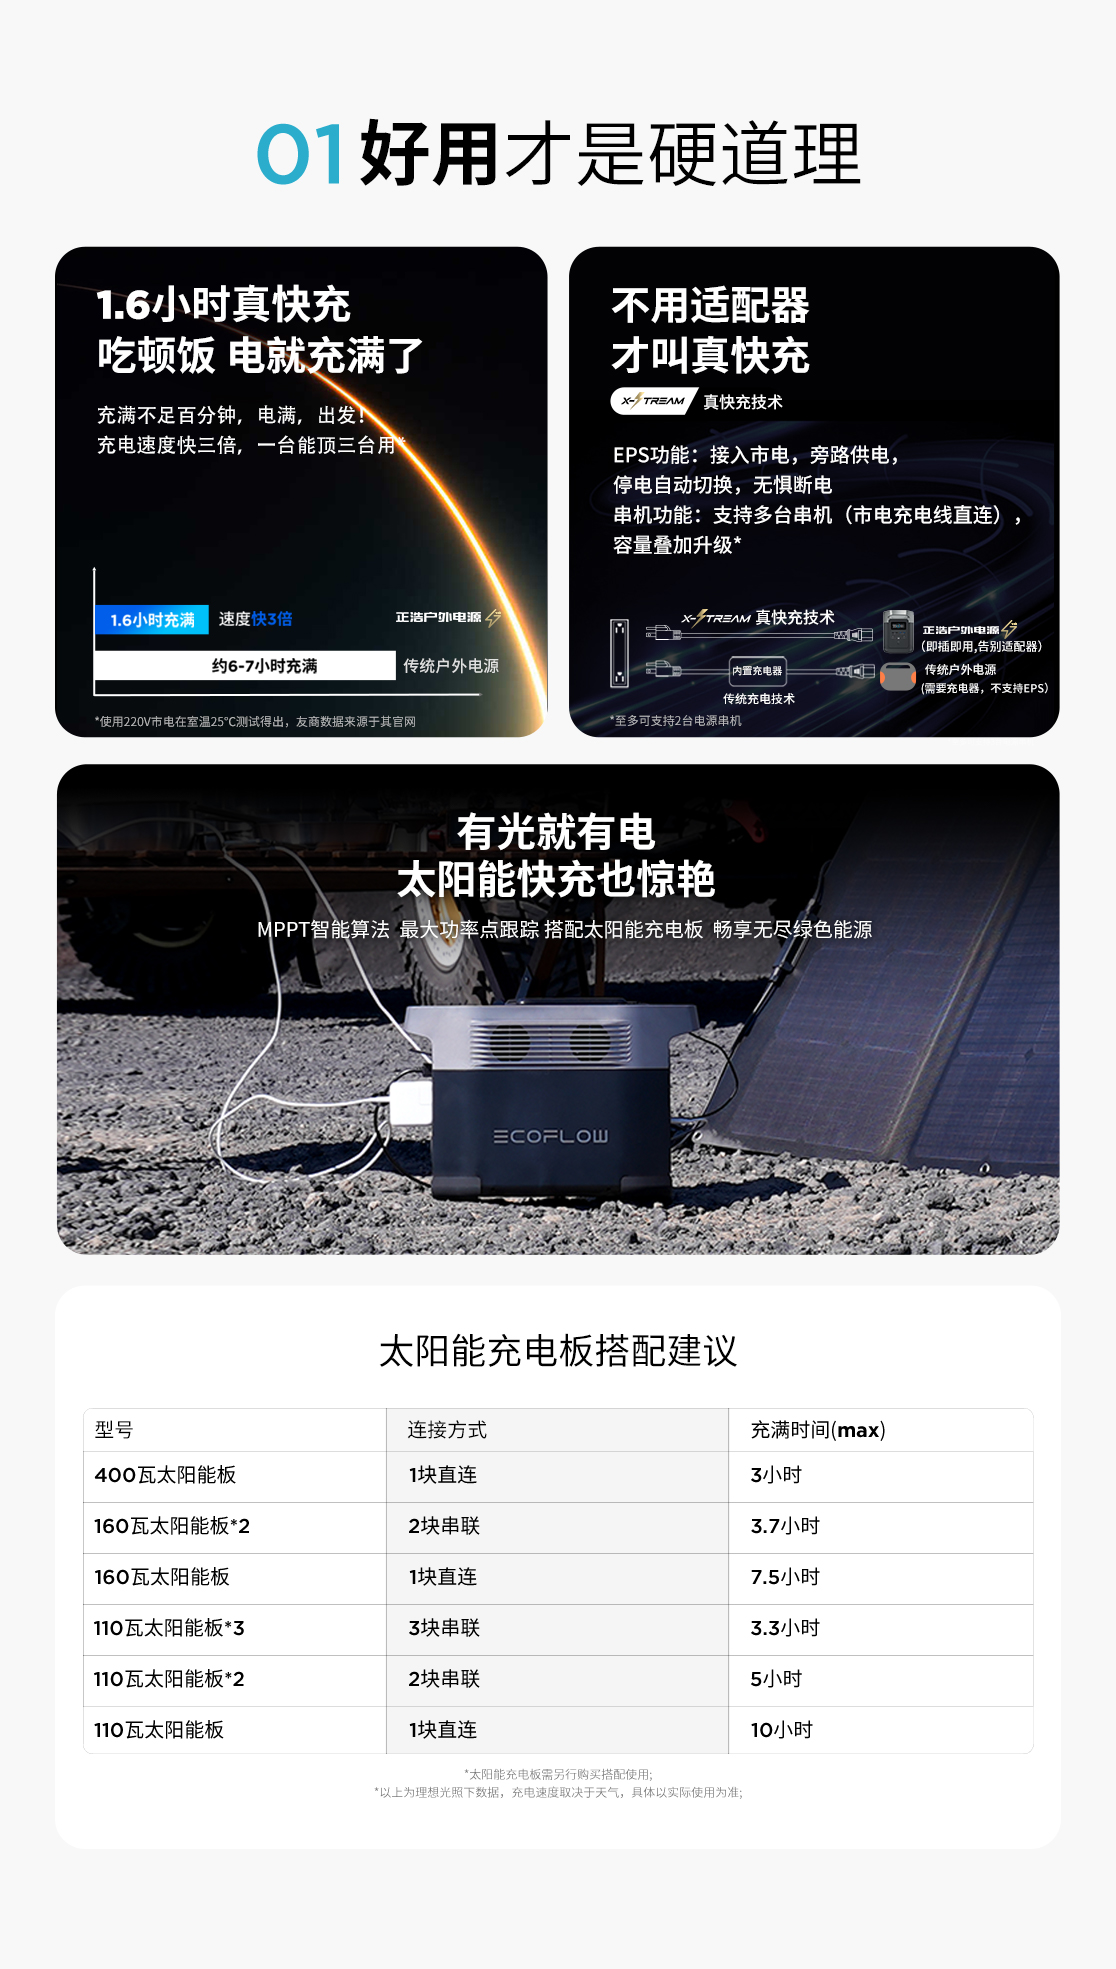 01 好用才是硬道理
1.6小时真快充
吃顿饭 电就充满了
充满不足百分钟，电满，出发！
充电速度快三倍，一台能顶三台用*
1.6小时充满 速度快3倍 正浩户外电源
约6-7小时充满 传统户外电源
*使用220V市电在室温25℃测试得出，友商数据来源于其官网
不用适配器
才叫真快充
X-STREAM 真快充技术
EPS功能：接入市电，旁路供电，
停电自动切换，无惧断电
串机功能：支持多台串机（市电充电线直连），
容量叠加升级*
X-STREAM 真快充技术
正浩户外电源
（即插即用,告别适配器）
内置充电器
传统充电技术
传统户外电源
（需要充电器，不支持EPS）
*至多可支持2台电源串机
有光就有电
太阳能快充也惊艳
MPPT智能算法 最大功率点跟踪 搭配太阳能充电板 畅享无尽绿色能源
ECOFLOW
太阳能充电板搭配建议
型号 连接方式 充满时间(max)
400瓦太阳能板 1块直连 3小时
160瓦太阳能板*2 2块串联 3.7小时
160瓦太阳能板 1块直连 7.5小时
110瓦太阳能板*3 3块串联 3.3小时
110瓦太阳能板*2 2块串联 5小时
110瓦太阳能板 1块直连 10小时
*太阳能充电板需另行购买搭配使用;
*以上为理想光照下数据，充电速度取决于天气，具体以实际使用为准;